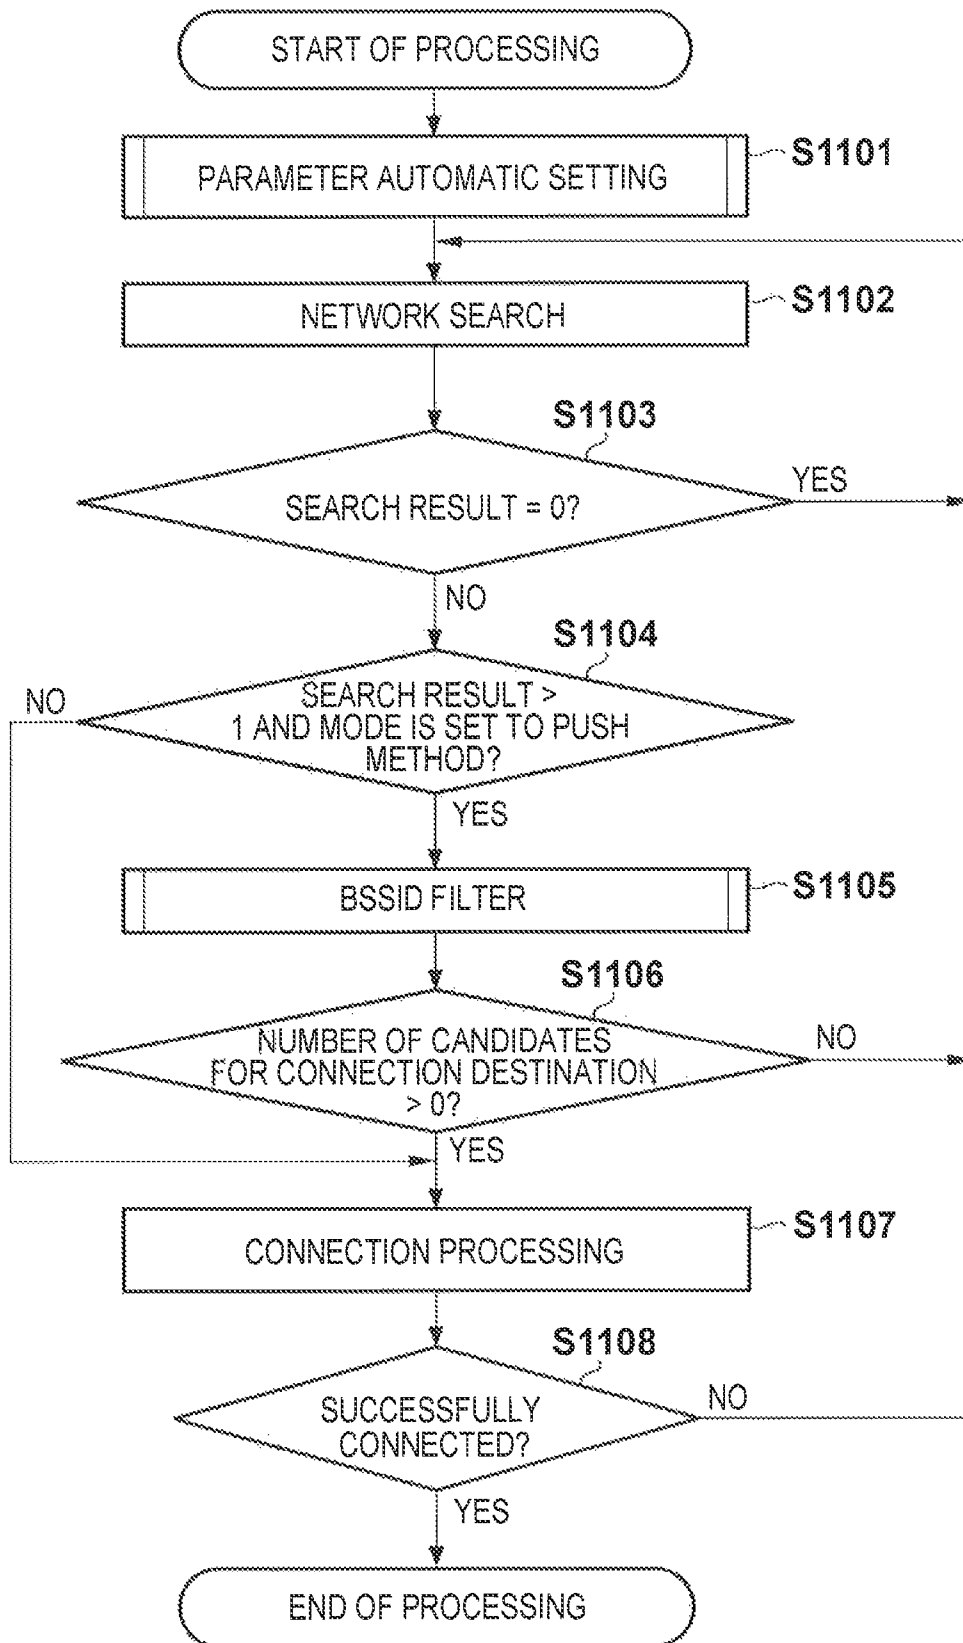 START OF PROCESSING
S1101
PARAMETER AUTOMATIC SETTING
S1102
NETWORK SEARCH
S1103
SEARCH RESULT = 0?
YES
NO
S1104
SEARCH RESULT >
1 AND MODE IS SET TO PUSH
METHOD?
NO
YES
S1105
BSSID FILTER
S1106
NUMBER OF CANDIDATES
FOR CONNECTION DESTINATION
> 0?
NO
YES
S1107
CONNECTION PROCESSING
S1108
SUCCESSFULLY
CONNECTED?
NO
YES
END OF PROCESSING